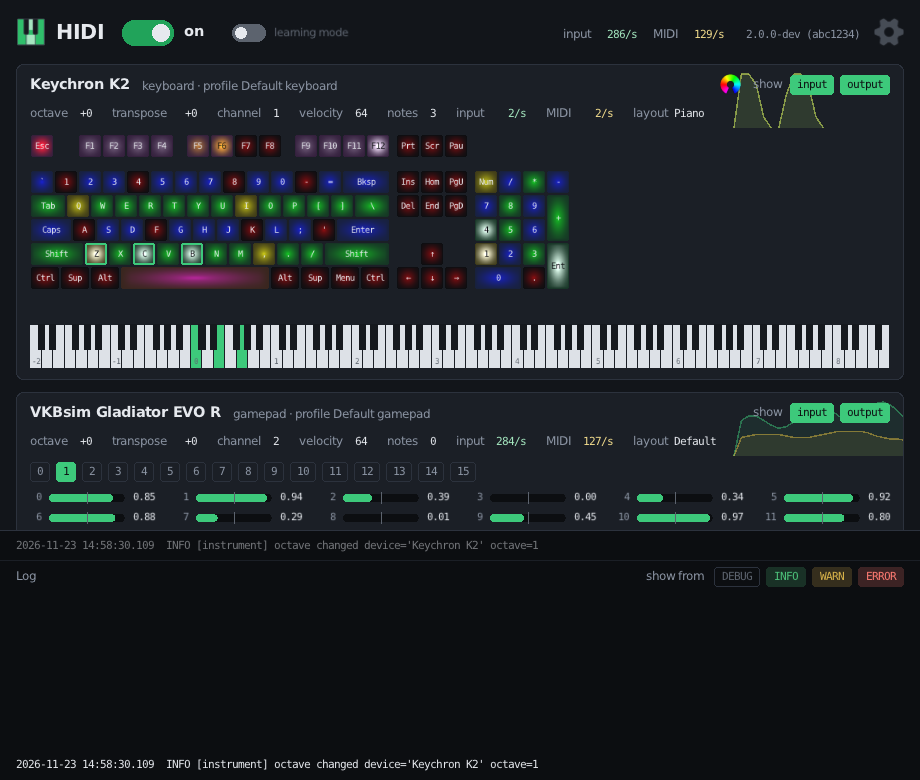 HIDI on learning mode input 286/s MIDI 129/s 2.0.0-dev (abc1234)
Keychron K2 keyboard · profile Default keyboard show input output
octave +0 transpose +0 channel 1 velocity 64 notes 3 input 2/s MIDI 2/s layout Piano
Esc F1 F2 F3 F4 F5 F6 F7 F8 F9 F10 F11 F12 Prt Scr Pau
` 1 2 3 4 5 6 7 8 9 0 - = Bksp Ins Hom PgU Num / * -
Tab Q W E R T Y U I O P [ ] \ Del End PgD 7 8 9 +
Caps A S D F G H J K L ; ' Enter 4 5 6
Shift Z X C V B N M , . / Shift ↑ 1 2 3 Ent
Ctrl Sup Alt Alt Sup Menu Ctrl ← ↓ → 0 .
-2 -1 0 1 2 3 4 5 6 7 8
VKBsim Gladiator EVO R gamepad · profile Default gamepad show input output
octave +0 transpose +0 channel 2 velocity 64 notes 0 input 284/s MIDI 127/s layout Default
0 1 2 3 4 5 6 7 8 9 10 11 12 13 14 15
0 0.85 1 0.94 2 0.39 3 0.00 4 0.34 5 0.92
6 0.88 7 0.29 8 0.01 9 0.45 10 0.97 11 0.80
2026-11-23 14:58:30.109 INFO [instrument] octave changed device='Keychron K2' octave=1
Log show from DEBUG INFO WARN ERROR
2026-11-23 14:58:30.109 INFO [instrument] octave changed device='Keychron K2' octave=1